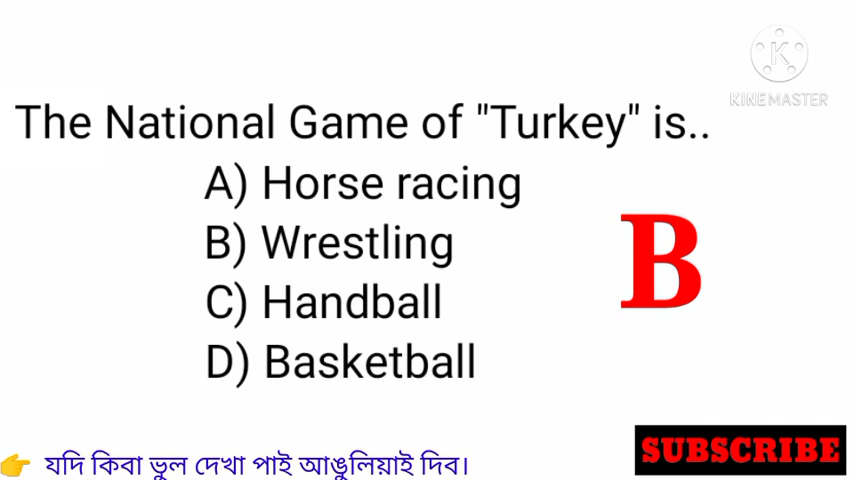 KINEMASTER
The National Game of "Turkey" is..
A) Horse racing
B) Wrestling
C) Handball
D) Basketball
B
👉 যদি কিবা ভুল দেখা পাই আঙুলিয়াই দিব।
SUBSCRIBE